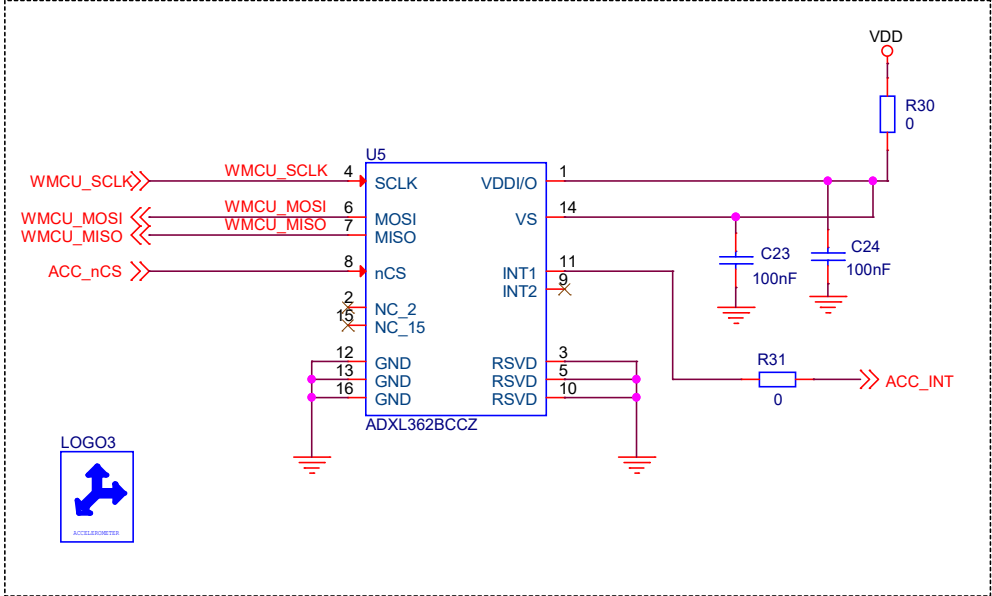 VDD
R30
0
U5
WMCU_SCLK
WMCU_SCLK
4
SCLK
VDDI/O
1
WMCU_MOSI
WMCU_MOSI
6
MOSI
VS
14
WMCU_MISO
WMCU_MISO
7
MISO
ACC_nCS
8
nCS
INT1
11
INT2
9
C23
100nF
C24
100nF
2
NC_2
15
NC_15
12
GND
RSVD
3
13
GND
RSVD
5
16
GND
RSVD
10
R31
0
ACC_INT
ADXL362BCCZ
LOGO3
ACCELEROMETER